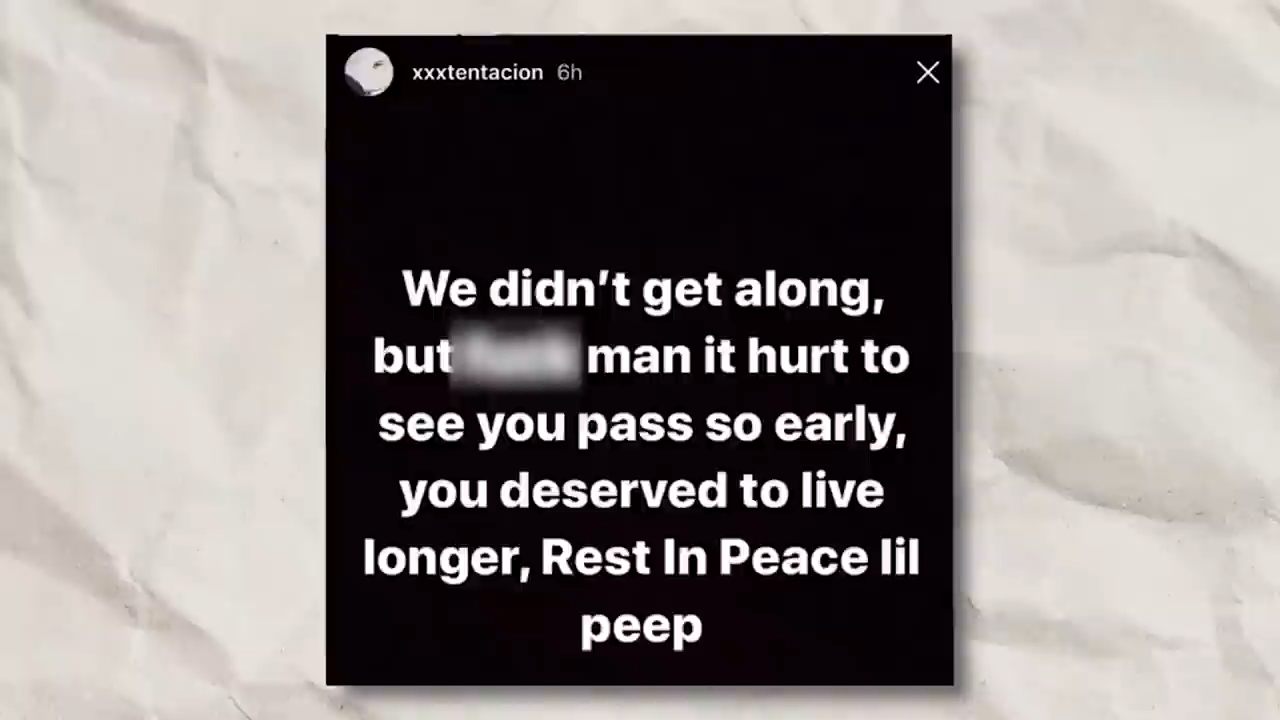 xxxtentacion 6h
We didn't get along,
but man it hurt to
see you pass so early,
you deserved to live
longer, Rest In Peace lil
peep